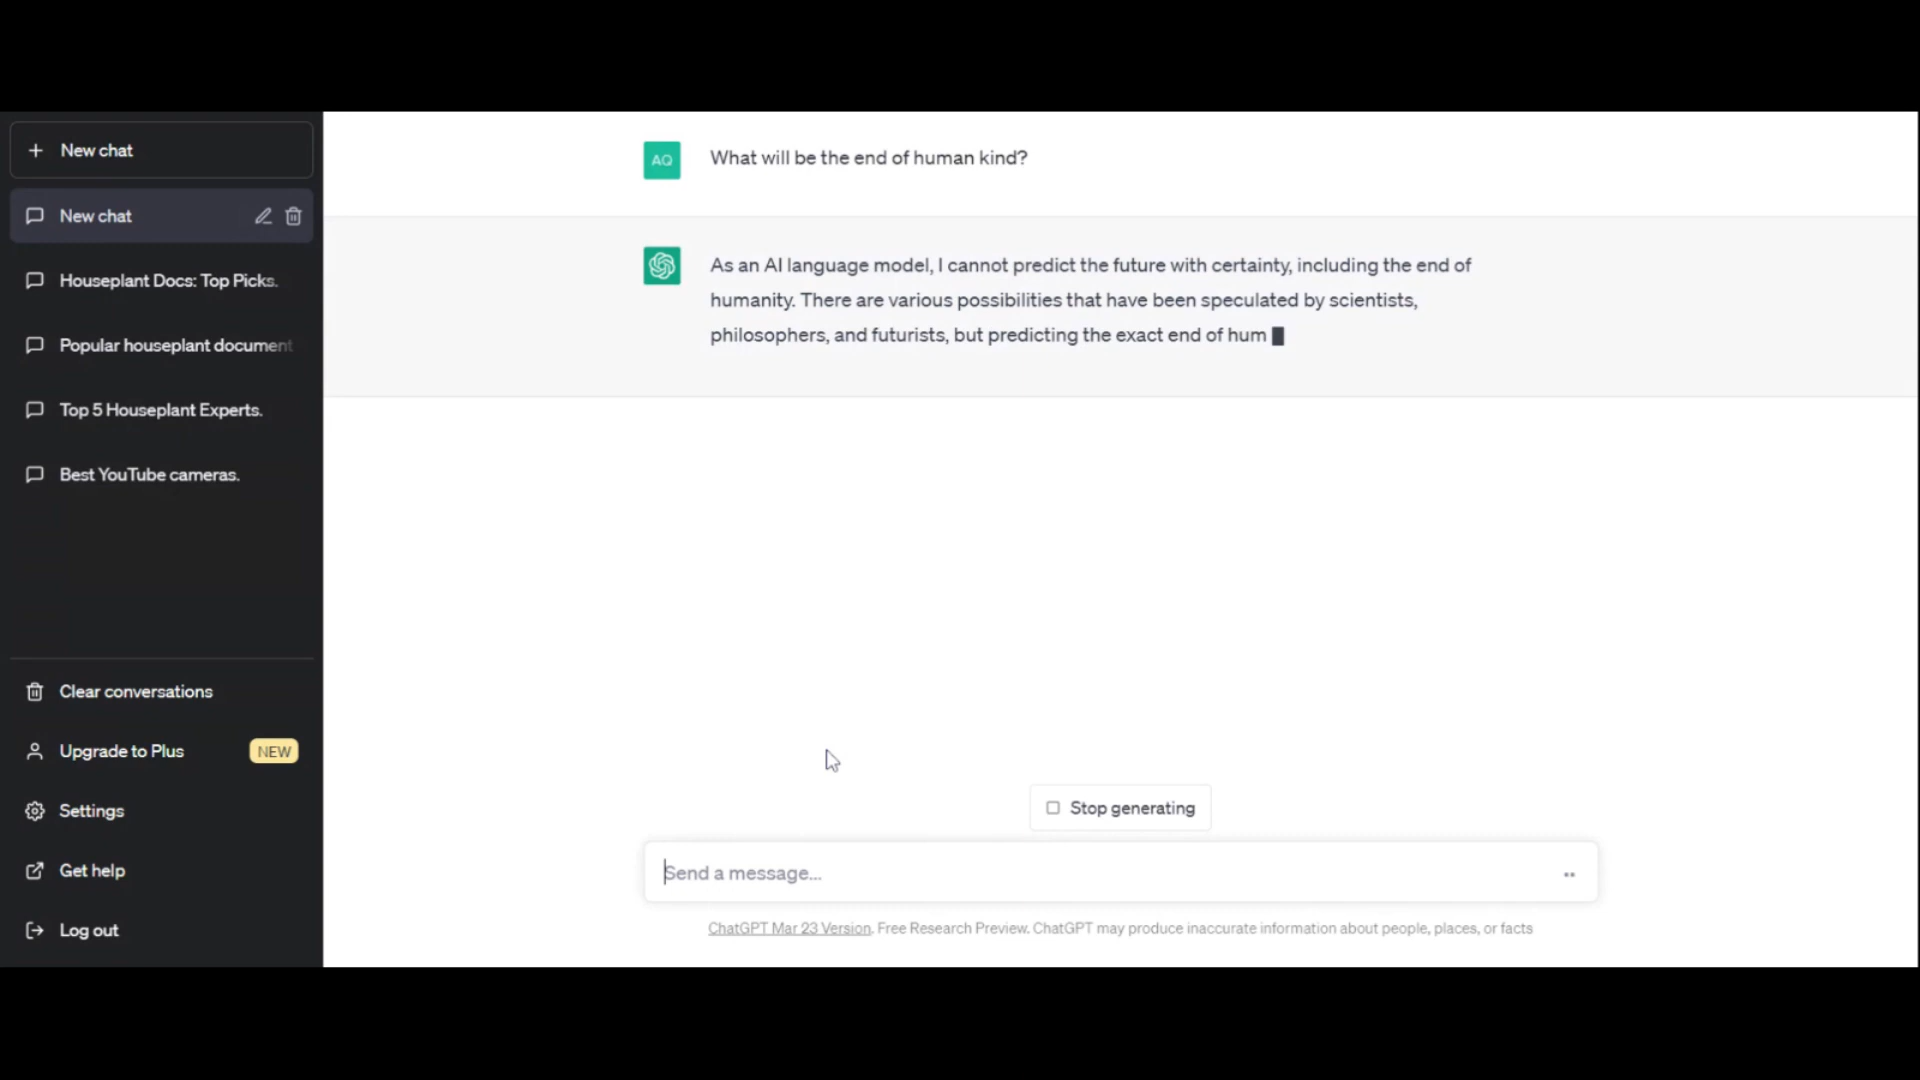 New chat
New chat
Houseplant Docs: Top Picks.
Popular houseplant document
Top 5 Houseplant Experts.
Best YouTube cameras.
Clear conversations
Upgrade to Plus NEW
Settings
Get help
Log out
AQ What will be the end of human kind?
As an AI language model, I cannot predict the future with certainty, including the end of
humanity. There are various possibilities that have been speculated by scientists,
philosophers, and futurists, but predicting the exact end of hum
Stop generating
Send a message...
ChatGPT Mar 23 Version. Free Research Preview. ChatGPT may produce inaccurate information about people, places, or facts